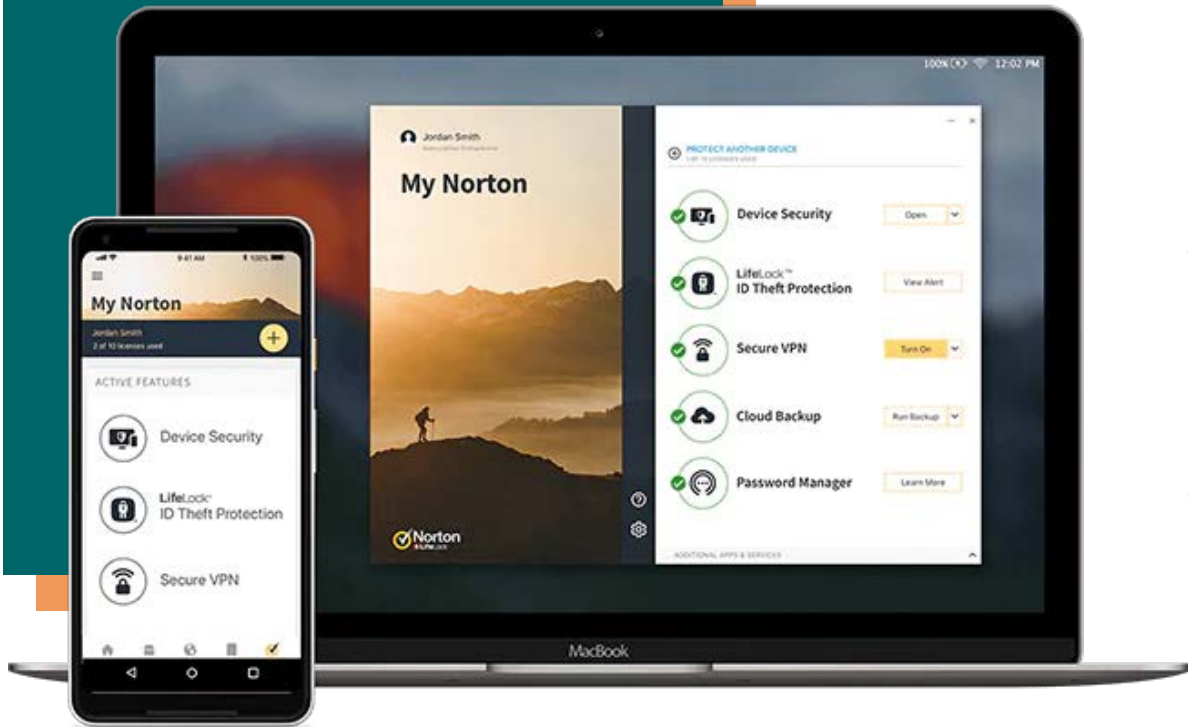 100%
12:02 PM
Jordan Smith
My Norton
PROTECT ANOTHER DEVICE
Device Security
Open
LifeLock™
ID Theft Protection
View Alert
Secure VPN
Turn On
Cloud Backup
Run Backup
Password Manager
Learn More
Norton
LifeLock
ADDITIONAL APPS & SERVICES
MacBook
9:41 AM
100%
My Norton
Jordan Smith
2 of 10 licenses used
ACTIVE FEATURES
Device Security
LifeLock
ID Theft Protection
Secure VPN